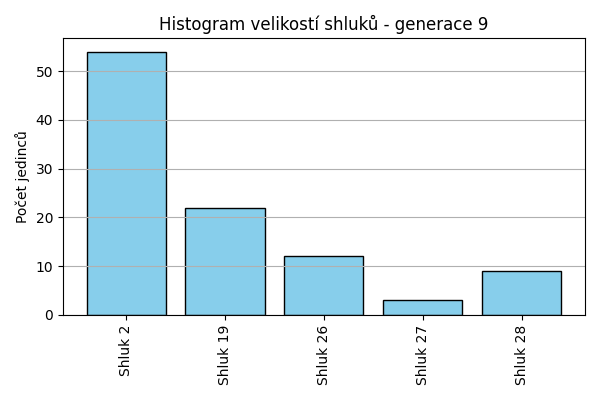 Histogram velikostí shluků - generace 9
Počet jedinců
50
40
30
20
10
0
Shluk 2
Shluk 19
Shluk 26
Shluk 27
Shluk 28